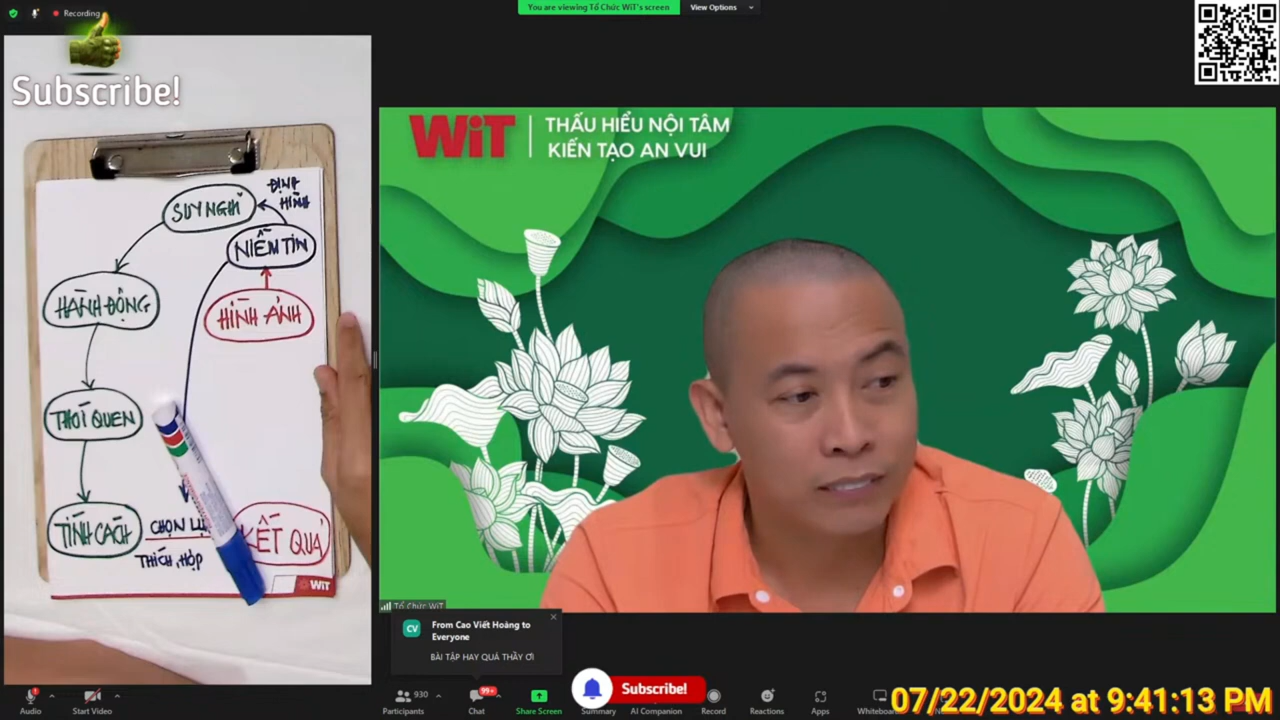 Recording
You are viewing Tổ Chức WiT's screen
View Options
Subscribe!
WiT
THẤU HIỂU NỘI TÂM
KIẾN TẠO AN VUI
ĐỊNH
HÌNH
SUY NGHĨ
NIỀM TIN
HÀNH ĐỘNG
HÌNH ẢNH
THÓI QUEN
TÍNH CÁCH
CHỌN
KẾT QUẢ
THÍCH HỢP
WiT
Tổ Chức WiT
CV
From Cao Viết Hoàng to
Everyone
BÀI TẬP HAY QUÁ THẦY ƠI
Audio
Start Video
930
Participants
99+
Chat
Share Screen
Subscribe!
Summary
AI Companion
Record
Reactions
Apps
Whiteboards
07/22/2024 at 9:41:13 PM